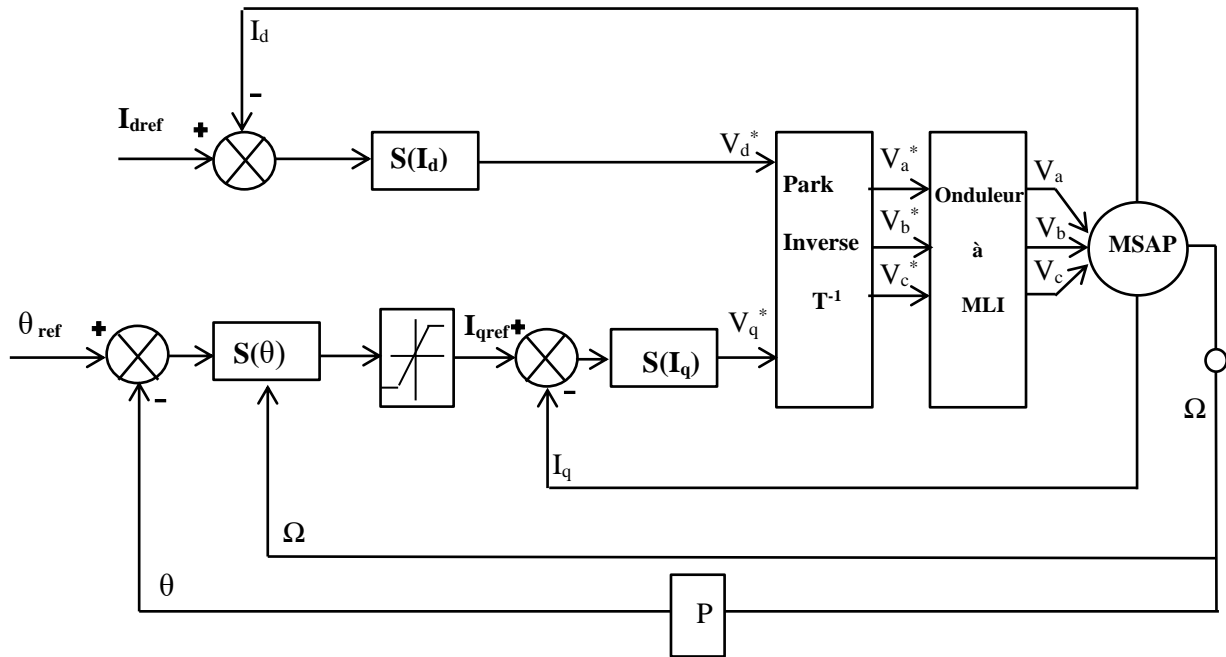 I_d
-
I_dref
+
S(I_d)
V_d^*
Park
Inverse
T^-1
V_a^*
V_b^*
V_c^*
Onduleur
à
MLI
V_a
V_b
V_c
MSAP
θ_ref
+
-
S(θ)
I_qref
+
-
S(I_q)
V_q^*
I_q
Ω
Ω
θ
P